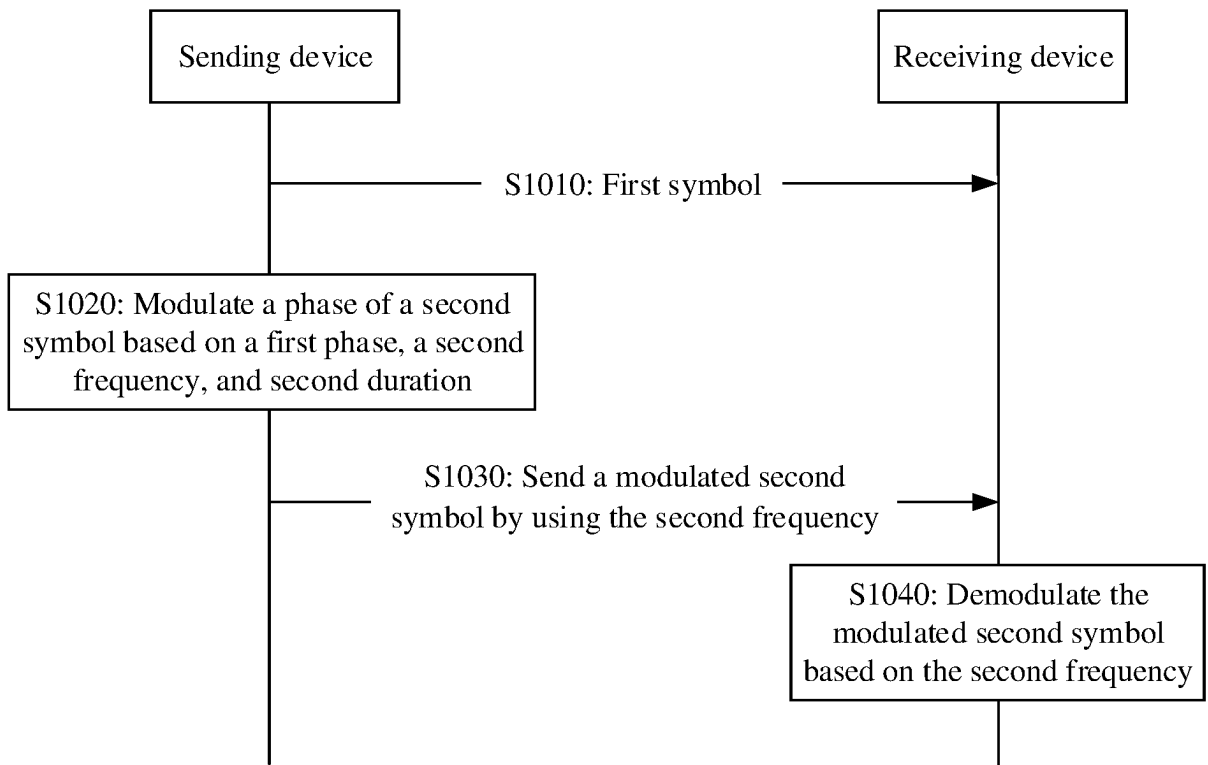 Sending device
Receiving device
S1010: First symbol
S1020: Modulate a phase of a second
symbol based on a first phase, a second
frequency, and second duration
S1030: Send a modulated second
symbol by using the second frequency
S1040: Demodulate the
modulated second symbol
based on the second frequency